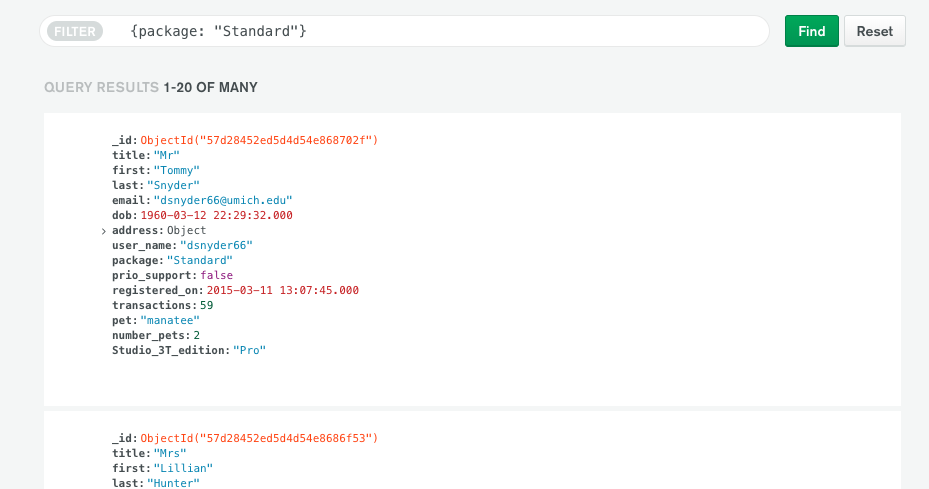 FILTER {package: "Standard"} Find Reset
QUERY RESULTS 1-20 OF MANY
_id: ObjectId("57d28452ed5d4d54e868702f")
title: "Mr"
first: "Tommy"
last: "Snyder"
email: "dsnyder66@umich.edu"
dob: 1960-03-12 22:29:32.000
> address: Object
user_name: "dsnyder66"
package: "Standard"
prio_support: false
registered_on: 2015-03-11 13:07:45.000
transactions: 59
pet: "manatee"
number_pets: 2
Studio_3T_edition: "Pro"
_id: ObjectId("57d28452ed5d4d54e8686f53")
title: "Mrs"
first: "Lillian"
last: "Hunter"